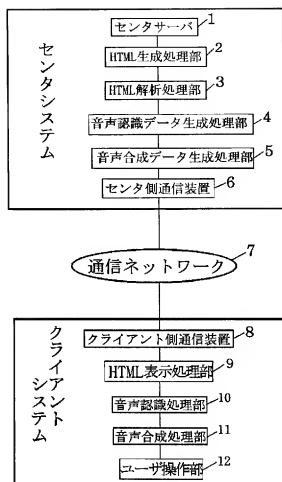 センタシステム
センタサーバ 1
HTML生成処理部 2
HTML解析処理部 3
音声認識データ生成処理部 4
音声合成データ生成処理部 5
センタ側通信装置 6
通信ネットワーク 7
クライアントシステム
クライアント側通信装置 8
HTML表示処理部 9
音声認識処理部 10
音声合成処理部 11
ユーザ操作部 12